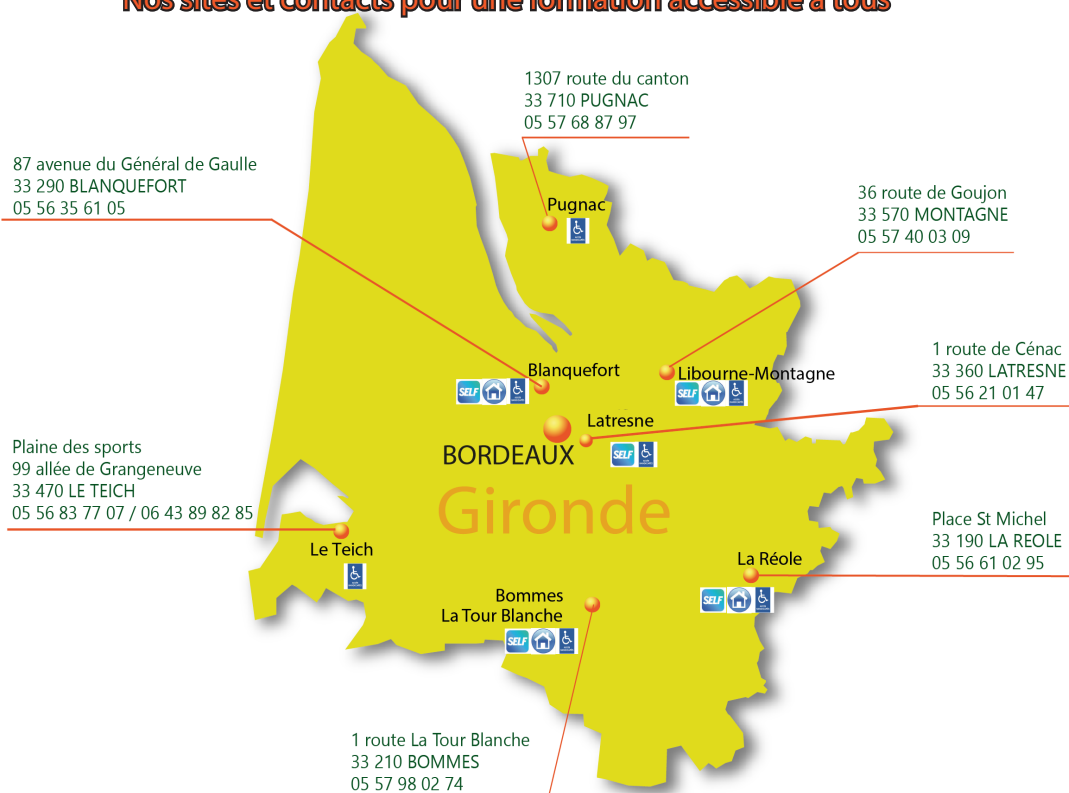 Nos sites et contacts pour une formation accessible à tous
1307 route du canton
33 710 PUGNAC
05 57 68 87 97
87 avenue du Général de Gaulle
33 290 BLANQUEFORT
05 56 35 61 05
36 route de Goujon
33 570 MONTAGNE
05 57 40 03 09
Pugnac
1 route de Cénac
33 360 LATRESNE
05 56 21 01 47
Blanquefort
SELF
Libourne-Montagne
SELF
Latresne
BORDEAUX
SELF
Plaine des sports
99 allée de Grangeneuve
33 470 LE TEICH
05 56 83 77 07 / 06 43 89 82 85
Gironde
Place St Michel
33 190 LA REOLE
05 56 61 02 95
Le Teich
La Réole
SELF
Bommes
La Tour Blanche
SELF
1 route La Tour Blanche
33 210 BOMMES
05 57 98 02 74